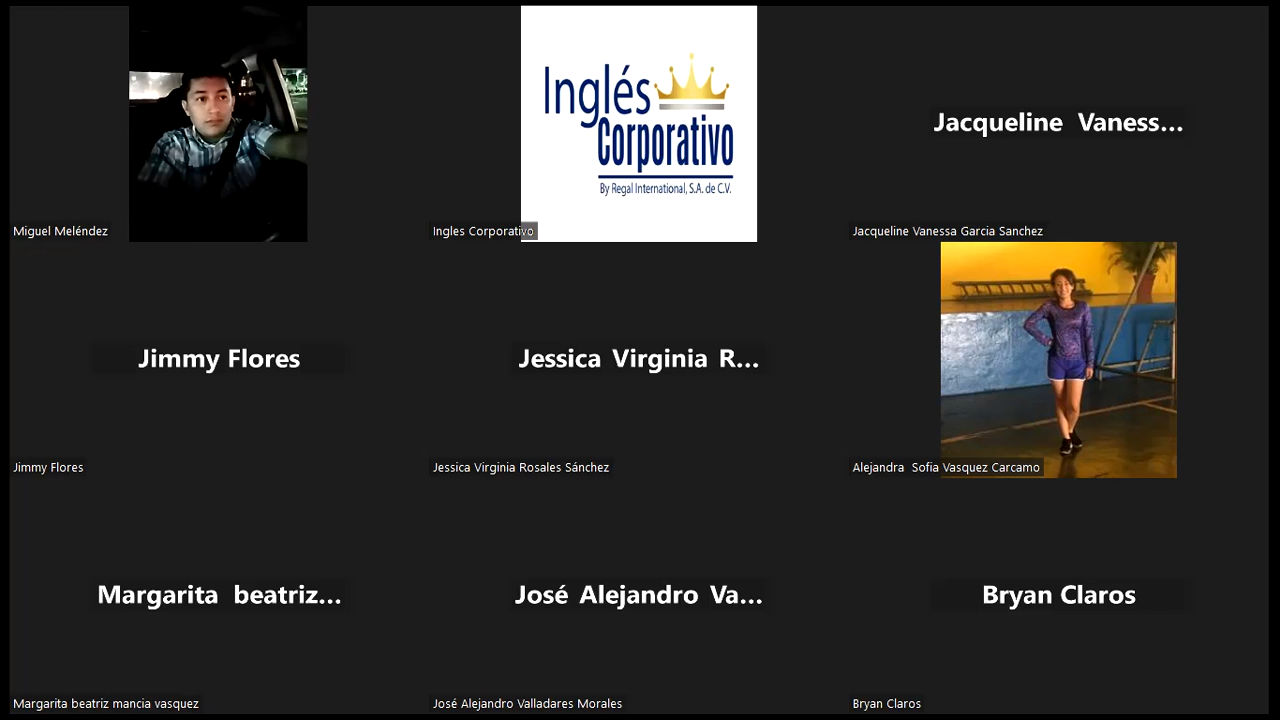 Inglés
Corporativo
By Regal International, S.A. de C.V.
Jacqueline Vaness...
Miguel Meléndez
Ingles Corporativo
Jacqueline Vanessa Garcia Sanchez
Jimmy Flores
Jessica Virginia R...
Jimmy Flores
Jessica Virginia Rosales Sánchez
Alejandra Sofia Vasquez Carcamo
Margarita beatriz...
José Alejandro Va...
Bryan Claros
Margarita beatriz mancia vasquez
José Alejandro Valladares Morales
Bryan Claros